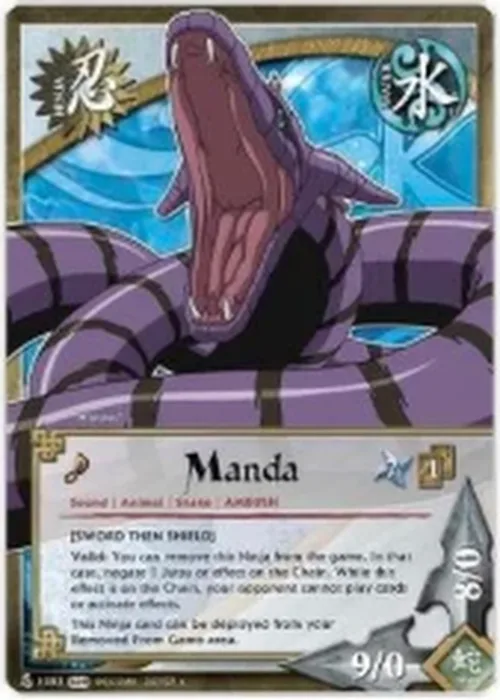 忍
水
Manda
1
Sound | Animal | Snake | AMBUSH
[SWORD THEN SHIELD]
Valid: You can remove this Ninja from the game. In that
case, negate 1 Jutsu or effect on the Chain. While this
effect is on the Chain, your opponent cannot play cards
or activate effects.
This Ninja card can be deployed from your
Removed From Game area.
8/0
9/0
蛇